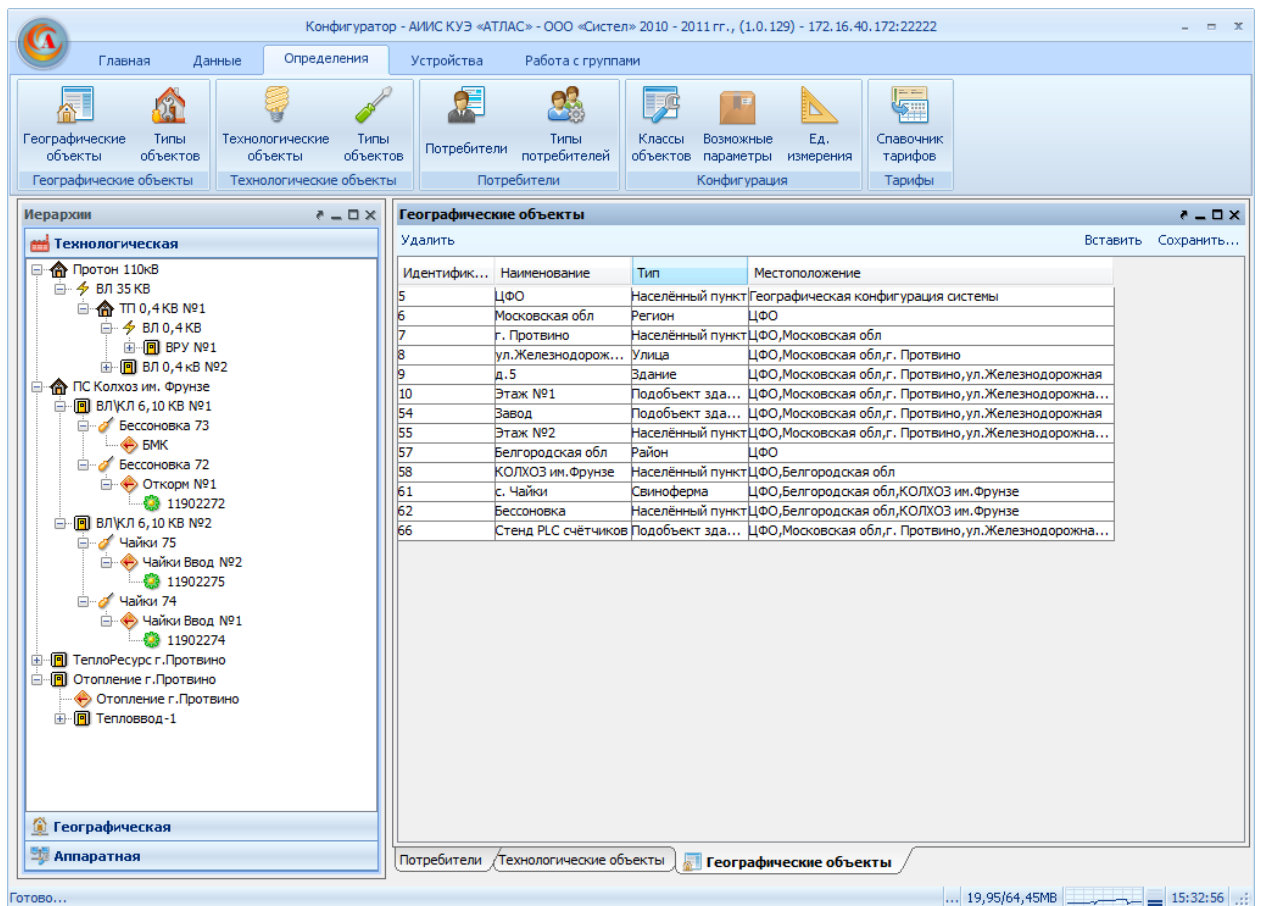 Конфигуратор - АИИС КУЭ «АТЛАС» - ООО «Систел» 2010 - 2011 гг., (1.0.129) - 172.16.40.172:22222
Главная Данные Определения Устройства Работа с группами
Географические объекты Типы объектов Технологические объекты Типы объектов Потребители Типы потребителей Классы объектов Возможные параметры Ед. измерения Спавочник тарифов
Географические объекты Технологические объекты Потребители Конфигурация Тарифы
Иерархии
Технологическая
Протон 110кВ
ВЛ 35 КВ
ТП 0,4 КВ №1
ВЛ 0,4 КВ
ВРУ №1
ВЛ 0,4 кВ №2
ПС Колхоз им. Фрунзе
ВЛ\КЛ 6,10 КВ №1
Бессоновка 73
БМК
Бессоновка 72
Откорм №1
11902272
ВЛ\КЛ 6,10 КВ №2
Чайки 75
Чайки Ввод №2
11902275
Чайки 74
Чайки Ввод №1
11902274
ТеплоРесурс г.Протвино
Отопление г.Протвино
Отопление г.Протвино
Тепловвод-1
Географическая
Аппаратная
Географические объекты
Удалить Вставить Сохранить...
Идентифик... Наименование Тип Местоположение
5 ЦФО Населённый пункт Географическая конфигурация системы
6 Московская обл Регион ЦФО
7 г. Протвино Населённый пункт ЦФО,Московская обл
8 ул.Железнодорож... Улица ЦФО,Московская обл,г. Протвино
9 д.5 Здание ЦФО,Московская обл,г. Протвино,ул.Железнодорожная
10 Этаж №1 Подобъект зда... ЦФО,Московская обл,г. Протвино,ул.Железнодорожна...
54 Завод Подобъект зда... ЦФО,Московская обл,г. Протвино,ул.Железнодорожная
55 Этаж №2 Населённый пункт ЦФО,Московская обл,г. Протвино,ул.Железнодорожна...
57 Белгородская обл Район ЦФО
58 КОЛХОЗ им.Фрунзе Населённый пункт ЦФО,Белгородская обл
61 с. Чайки Свиноферма ЦФО,Белгородская обл,КОЛХОЗ им.Фрунзе
62 Бессоновка Населённый пункт ЦФО,Белгородская обл,КОЛХОЗ им.Фрунзе
66 Стенд PLC счётчиков Подобъект зда... ЦФО,Московская обл,г. Протвино,ул.Железнодорожна...
Потребители Технологические объекты Географические объекты
Готово... ... 19,95/64,45MB 15:32:56